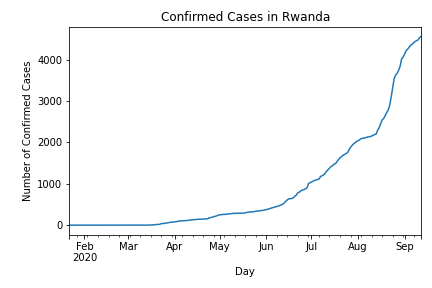 Confirmed Cases in Rwanda
Number of Confirmed Cases
4000
3000
2000
1000
0
Feb Mar Apr May Jun Jul Aug Sep
2020
Day